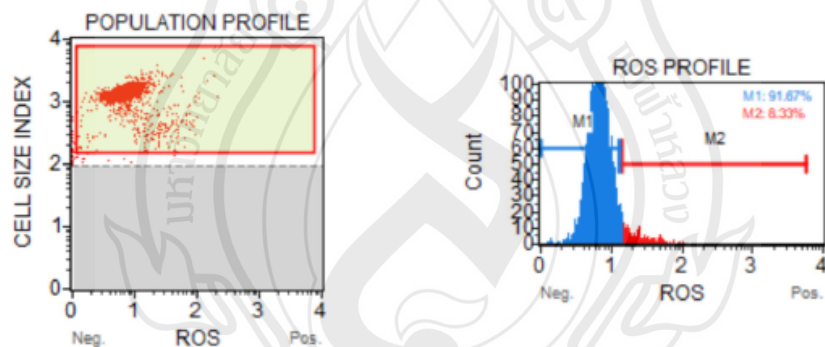 POPULATION PROFILE
CELL SIZE INDEX
4
3
2
1
0
0 1 2 3 4
Neg. ROS Pos.
ROS PROFILE
M1: 91.67%
M2: 8.33%
Count
100
90
80
70
60
50
40
30
20
10
0
M1
M2
0 1 2 3 4
Neg. ROS Pos.